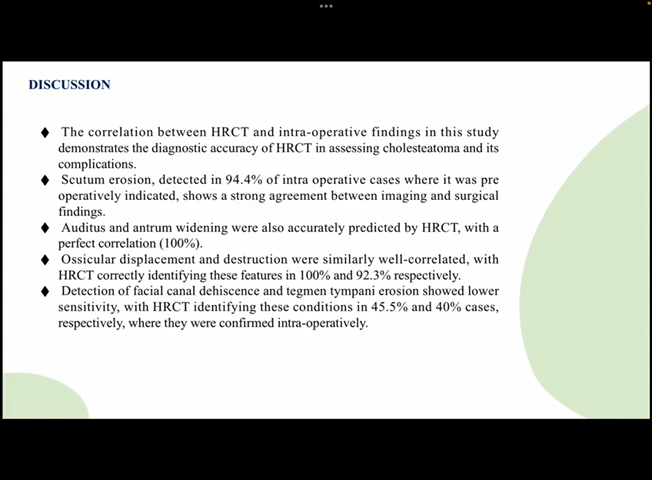 DISCUSSION
The correlation between HRCT and intra-operative findings in this study
demonstrates the diagnostic accuracy of HRCT in assessing cholesteatoma and its
complications.
Scutum erosion, detected in 94.4% of intra operative cases where it was pre
operatively indicated, shows a strong agreement between imaging and surgical
findings.
Auditus and antrum widening were also accurately predicted by HRCT, with a
perfect correlation (100%).
Ossicular displacement and destruction were similarly well-correlated, with
HRCT correctly identifying these features in 100% and 92.3% respectively.
Detection of facial canal dehiscence and tegmen tympani erosion showed lower
sensitivity, with HRCT identifying these conditions in 45.5% and 40% cases,
respectively, where they were confirmed intra-operatively.